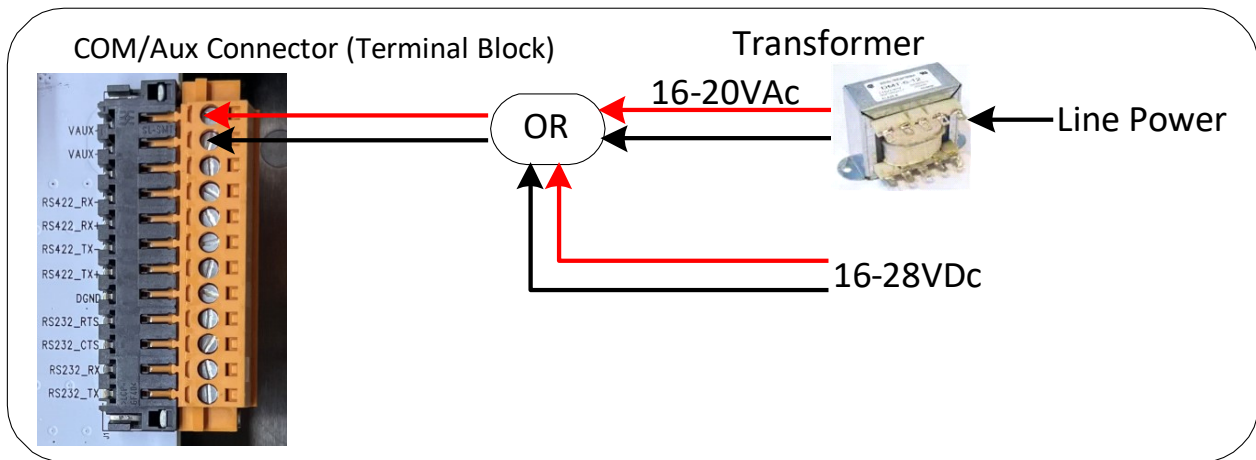 COM/Aux Connector (Terminal Block)
Transformer
16-20VAc
Line Power
OR
16-28VDc
VAUX-
VAUX-
RS422_RX-
RS422_RX+
RS422_TX-
RS422_TX+
DGND
RS232_RTS
RS232_CTS
RS232_RX
RS232_TX
J1